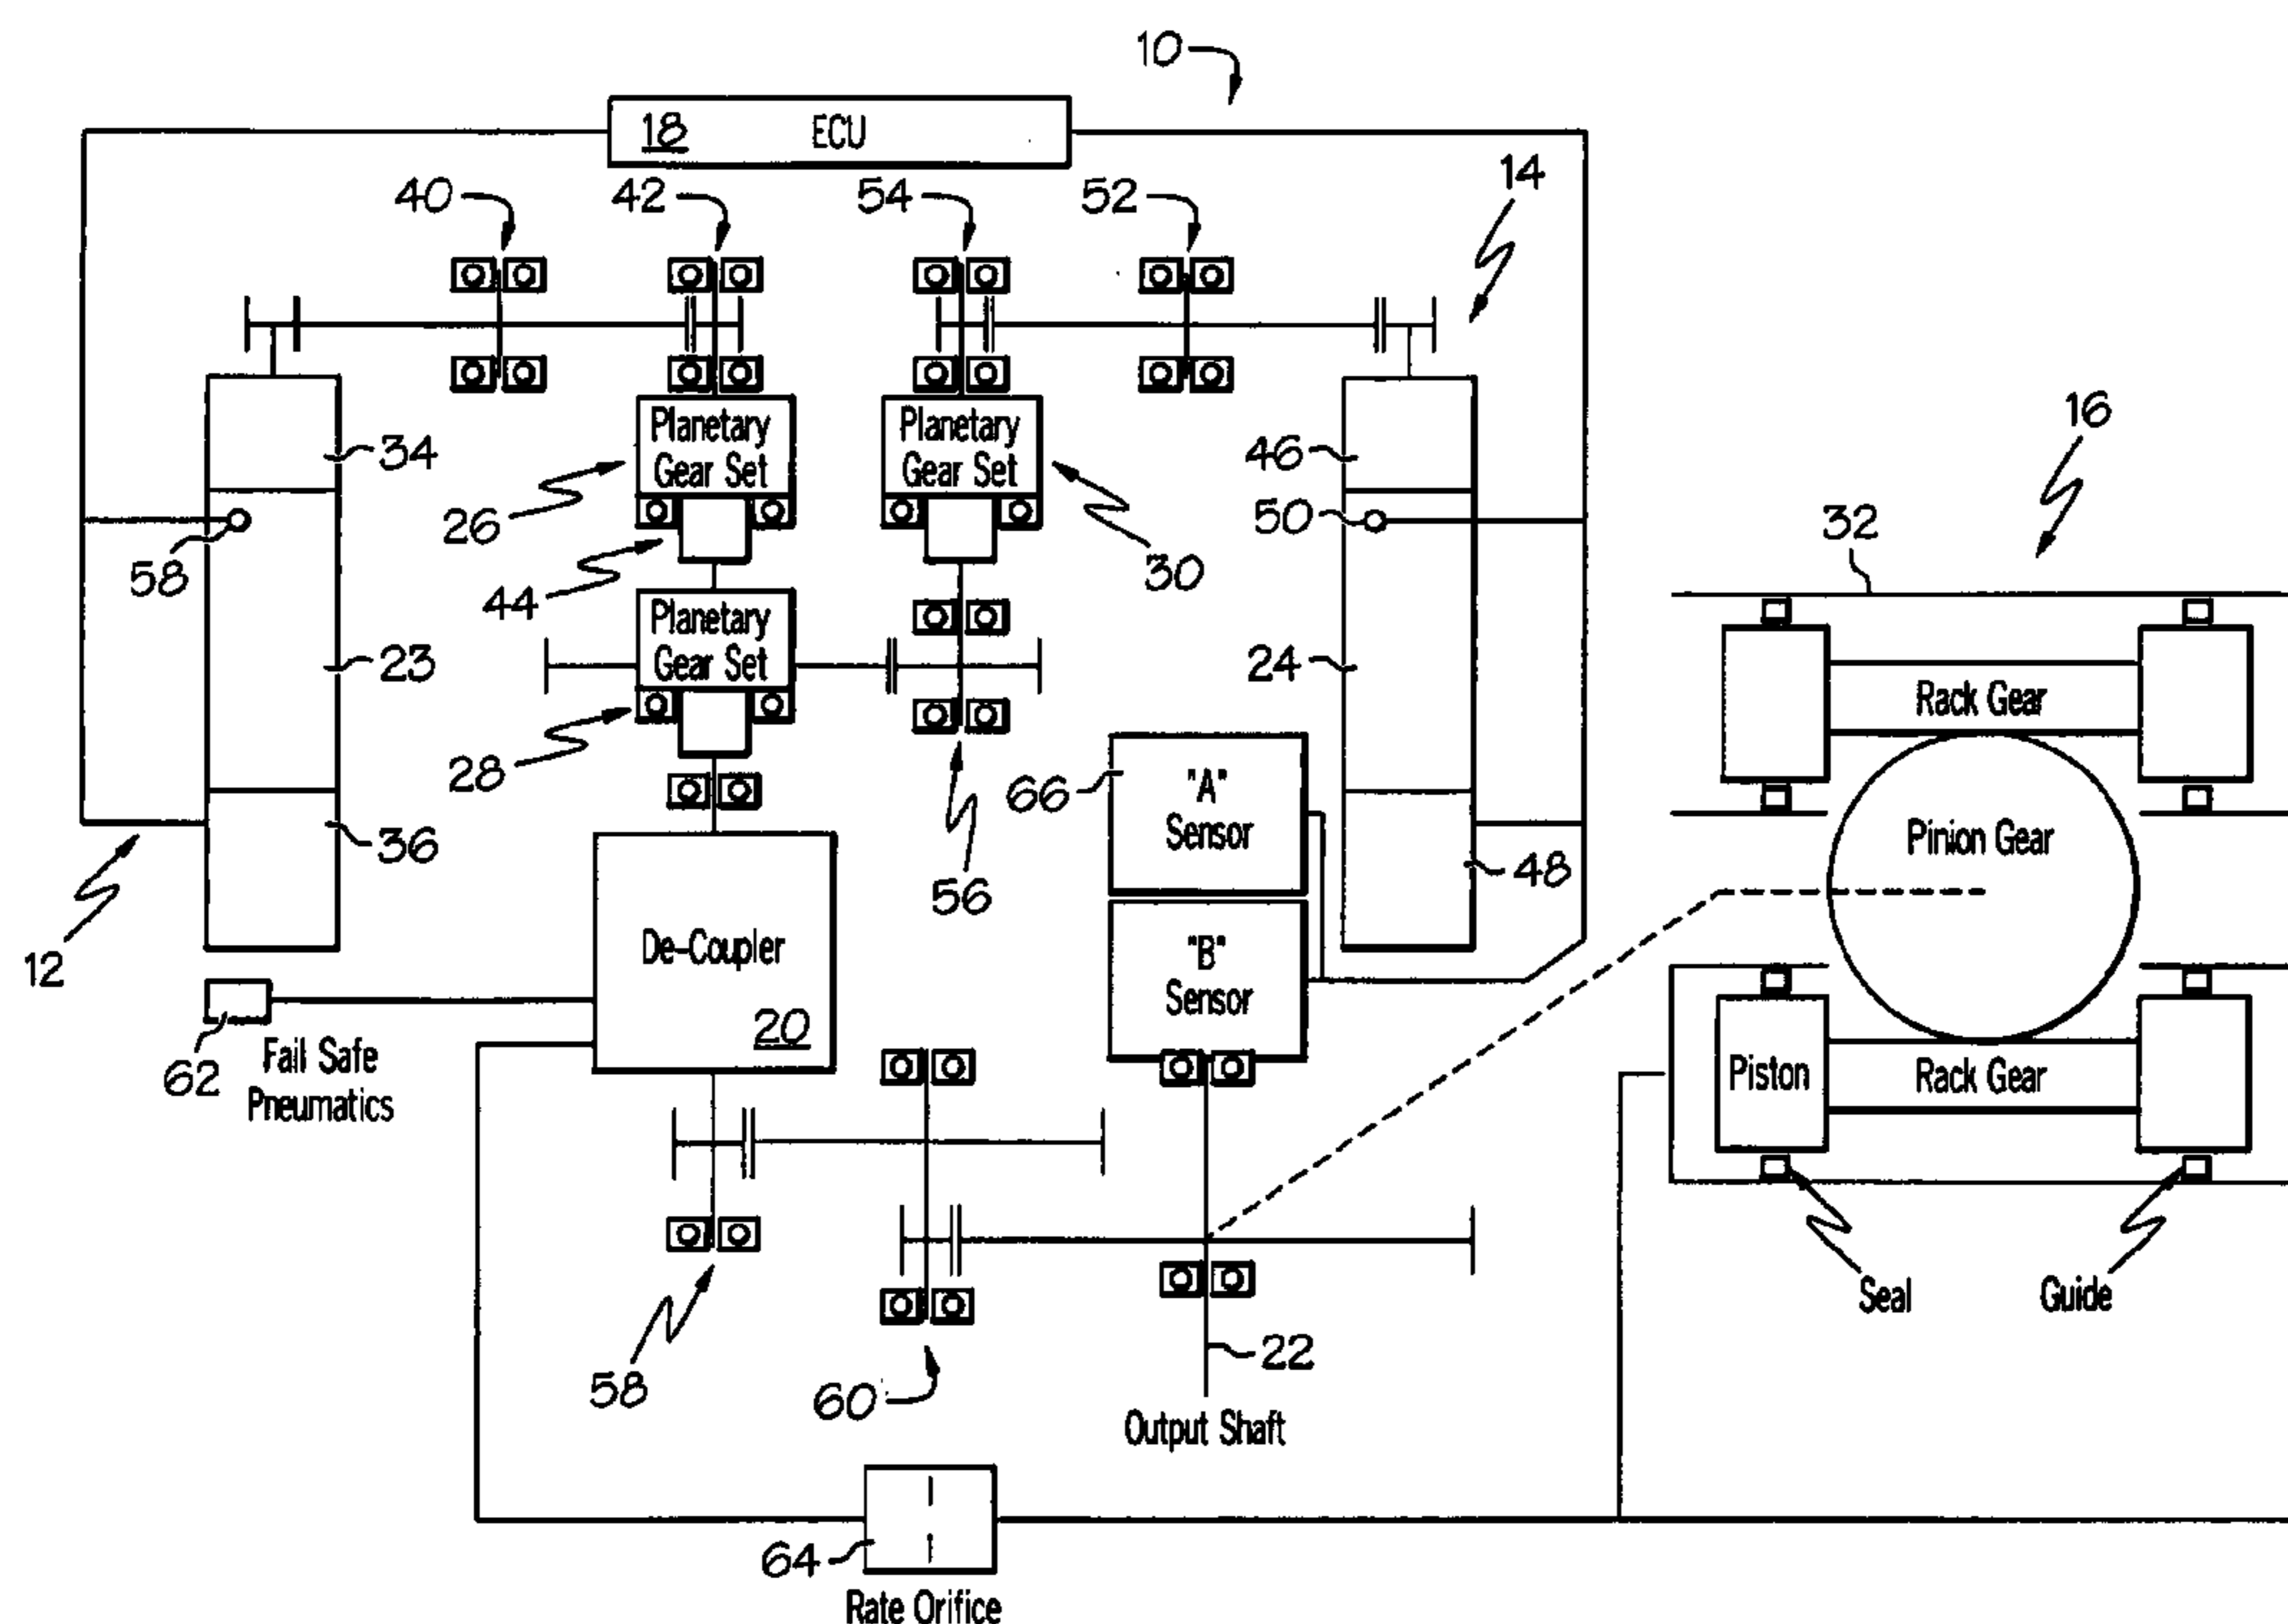 10
18 ECU
40
42
54
52
14
Planetary
Gear Set
Planetary
Gear Set
34
46
16
26
50
32
58
30
44
Planetary
Gear Set
23
24
Rack Gear
28
66
"A"
Sensor
Pinion Gear
36
56
48
12
De-Coupler
"B"
Sensor
20
62
Fail Safe
Pneumatics
Piston
Rack Gear
58
60
22
Seal
Guide
Output Shaft
64
Rate Orifice